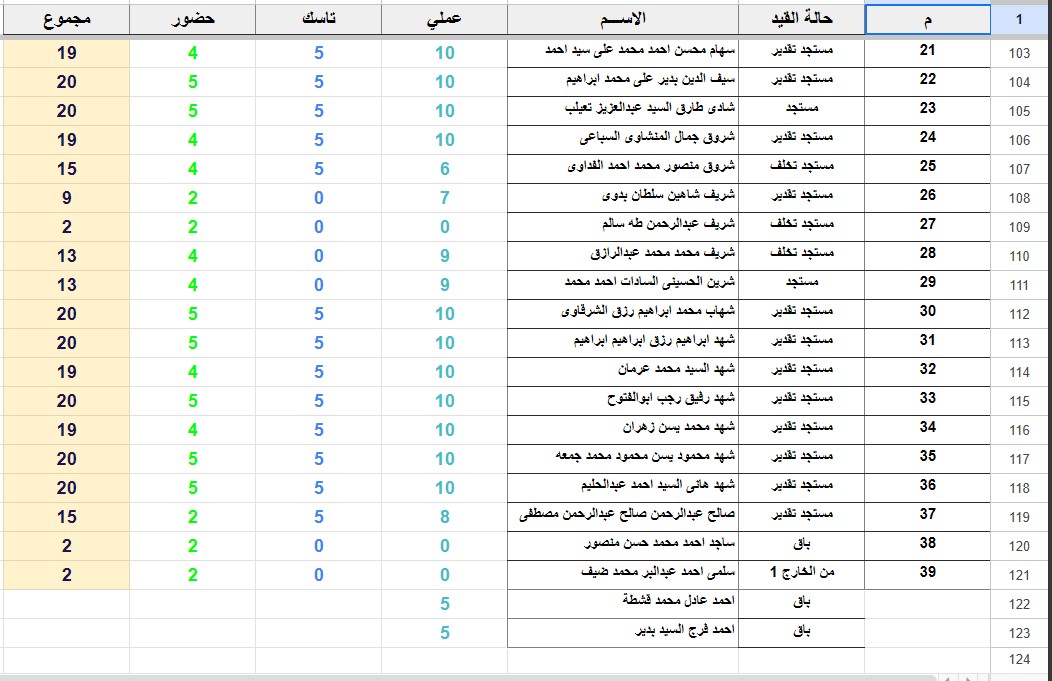 1 م حالة القيد الاســـم عملي تاسك حضور مجموع
103 21 مستجد تقدير سهام محسن احمد محمد على سيد احمد 10 5 4 19
104 22 مستجد تقدير سيف الدين بدير على محمد ابراهيم 10 5 5 20
105 23 مستجد شادى طارق السيد عبدالعزيز تعيلب 10 5 5 20
106 24 مستجد تقدير شروق جمال المنشاوى السباعى 10 5 4 19
107 25 مستجد تخلف شروق منصور محمد احمد القداوى 6 5 4 15
108 26 مستجد تقدير شريف شاهين سلطان بدوى 7 0 2 9
109 27 مستجد تخلف شريف عبدالرحمن طه سالم 0 0 2 2
110 28 مستجد تخلف شريف محمد محمد عبدالرازق 9 0 4 13
111 29 مستجد شرين الحسينى السادات احمد محمد 9 0 4 13
112 30 مستجد تقدير شهاب محمد ابراهيم رزق الشرقاوى 10 5 5 20
113 31 مستجد تقدير شهد ابراهيم رزق ابراهيم ابراهيم 10 5 5 20
114 32 مستجد تقدير شهد السيد محمد عرمان 10 5 4 19
115 33 مستجد تقدير شهد رفيق رجب ابوالفتوح 10 5 5 20
116 34 مستجد تقدير شهد محمد يسن زهران 10 5 4 19
117 35 مستجد تقدير شهد محمود يسن محمود محمد جمعه 10 5 5 20
118 36 مستجد تقدير شهد هانى السيد احمد عبدالحليم 10 5 5 20
119 37 مستجد تقدير صالح عبدالرحمن صالح عبدالرحمن مصطفى 8 5 2 15
120 38 باق ساجد احمد محمد حسن منصور 0 0 2 2
121 39 من الخارج 1 سلمى احمد عبدالبر محمد ضيف 0 0 2 2
122 باق احمد عادل محمد قشطة 5
123 باق احمد فرج السيد بدير 5
124